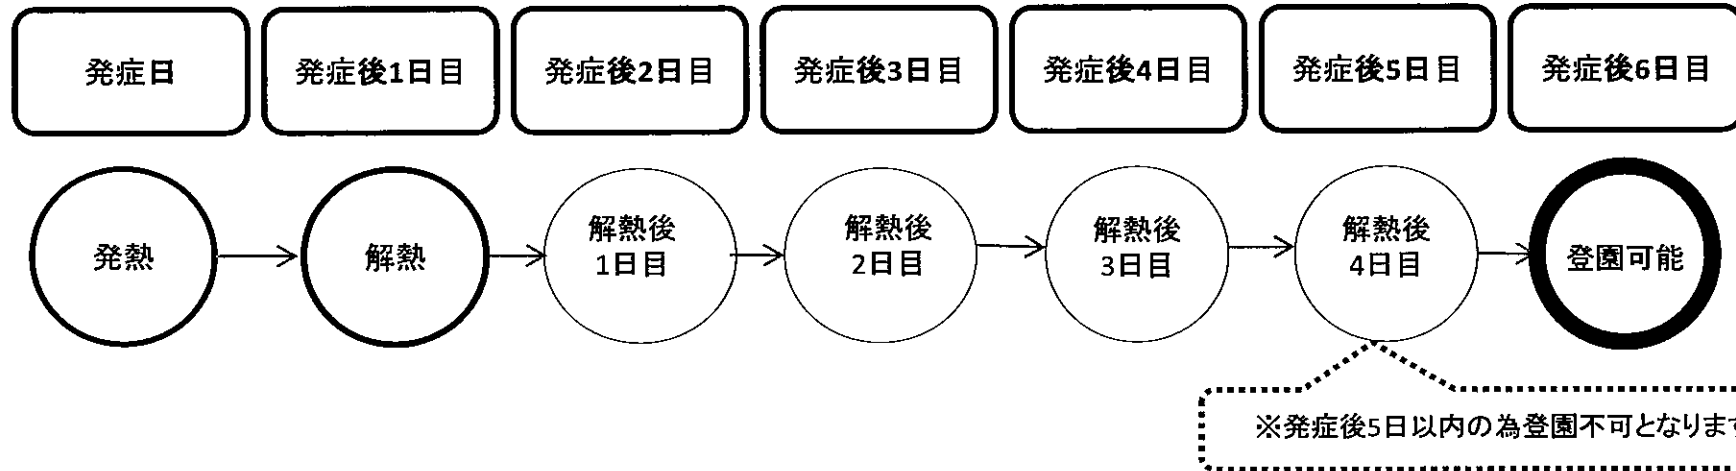 発症日
発症後1日目
発症後2日目
発症後3日目
発症後4日目
発症後5日目
発症後6日目
発熱
解熱
解熱後
1日目
解熱後
2日目
解熱後
3日目
解熱後
4日目
登園可能
※発症後5日以内の為登園不可となります